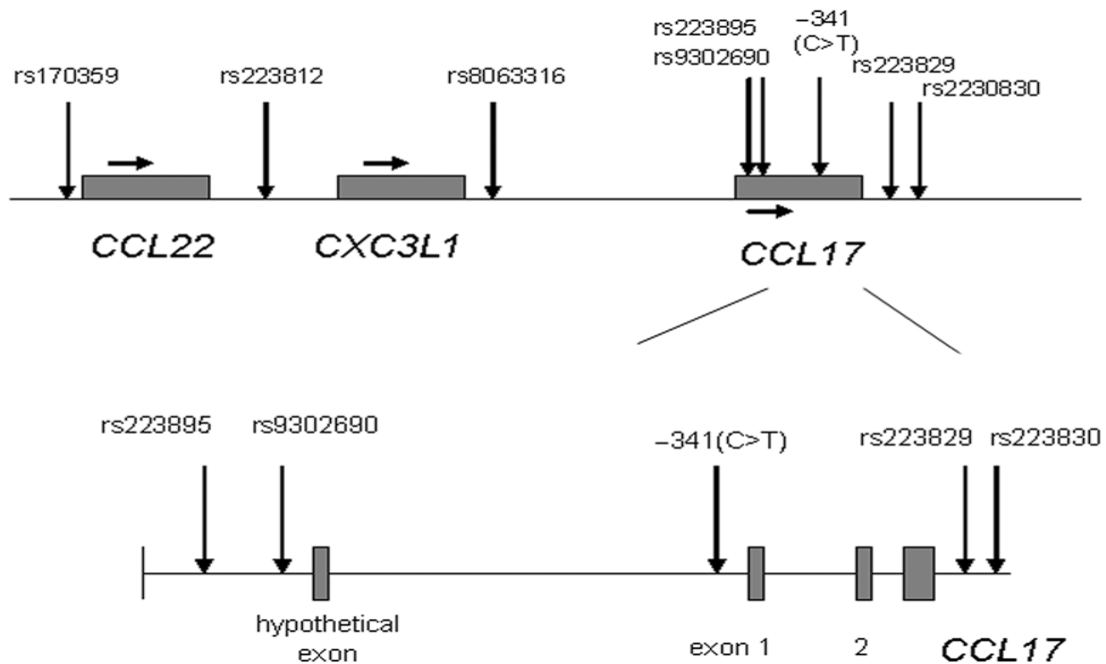 rs170359
rs223812
rs8063316
rs223895
rs9302690
−341
(C>T)
rs223829
rs2230830
CCL22
CXC3L1
CCL17
rs223895
rs9302690
−341(C>T)
rs223829
rs223830
hypothetical
exon
exon 1
2
CCL17